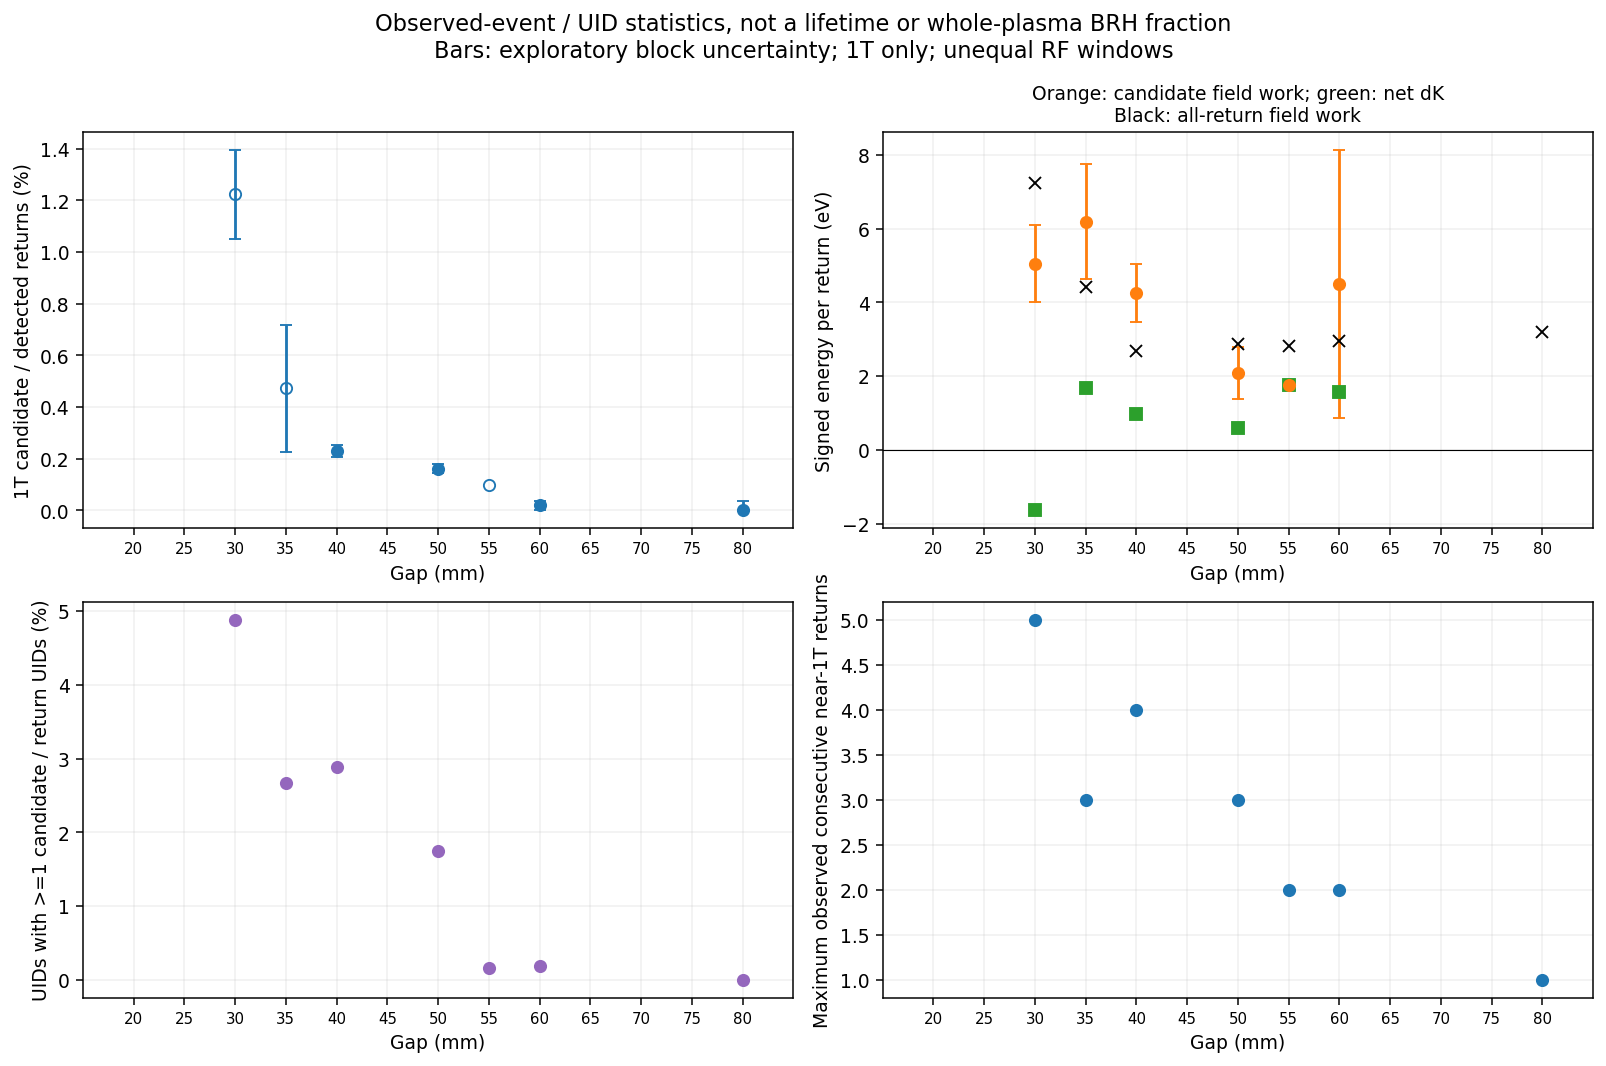 Observed-event / UID statistics, not a lifetime or whole-plasma BRH fraction
Bars: exploratory block uncertainty; 1T only; unequal RF windows
1T candidate / detected returns (%)
1.4
1.2
1.0
0.8
0.6
0.4
0.2
0.0
20 25 30 35 40 45 50 55 60 65 70 75 80
Gap (mm)
Orange: candidate field work; green: net dK
Black: all-return field work
Signed energy per return (eV)
8
6
4
2
0
−2
20 25 30 35 40 45 50 55 60 65 70 75 80
Gap (mm)
UIDs with >=1 candidate / return UIDs (%)
5
4
3
2
1
0
20 25 30 35 40 45 50 55 60 65 70 75 80
Gap (mm)
Maximum observed consecutive near-1T returns
5.0
4.5
4.0
3.5
3.0
2.5
2.0
1.5
1.0
20 25 30 35 40 45 50 55 60 65 70 75 80
Gap (mm)